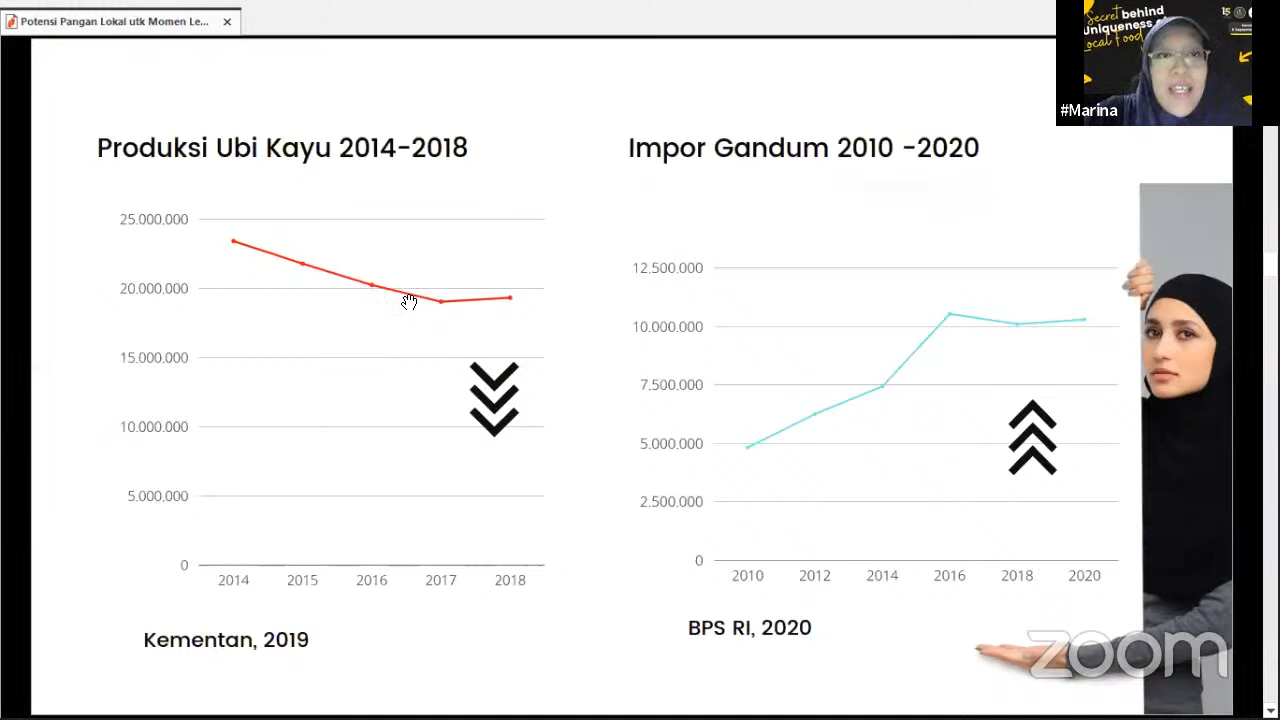 Potensi Pangan Lokal utk Momen Le...
Secret behind
uniqueness
Local Food
15
#Marina
Produksi Ubi Kayu 2014-2018
25.000.000
20.000.000
15.000.000
10.000.000
5.000.000
0
2014 2015 2016 2017 2018
Kementan, 2019
Impor Gandum 2010 -2020
12.500.000
10.000.000
7.500.000
5.000.000
2.500.000
0
2010 2012 2014 2016 2018 2020
BPS RI, 2020
zoom